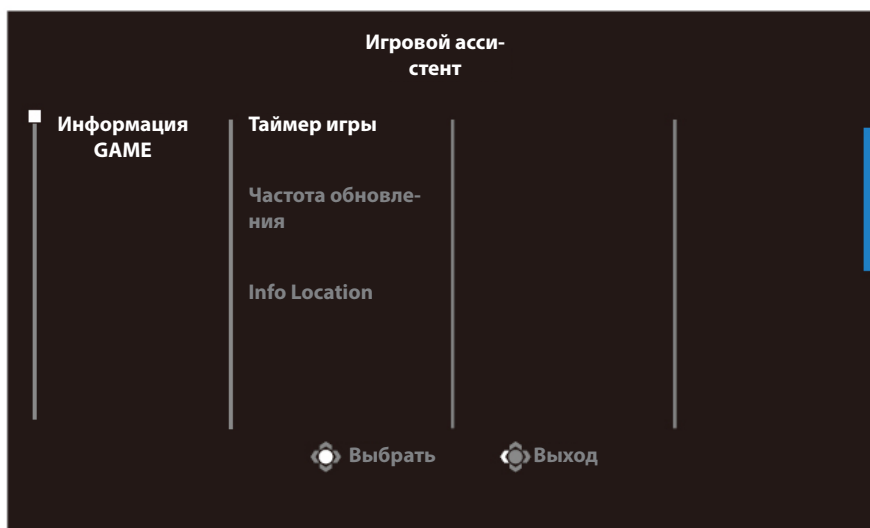 Игровой асси-
стент
Информация
GAME
Таймер игры
Частота обновле-
ния
Info Location
Выбрать
Выход